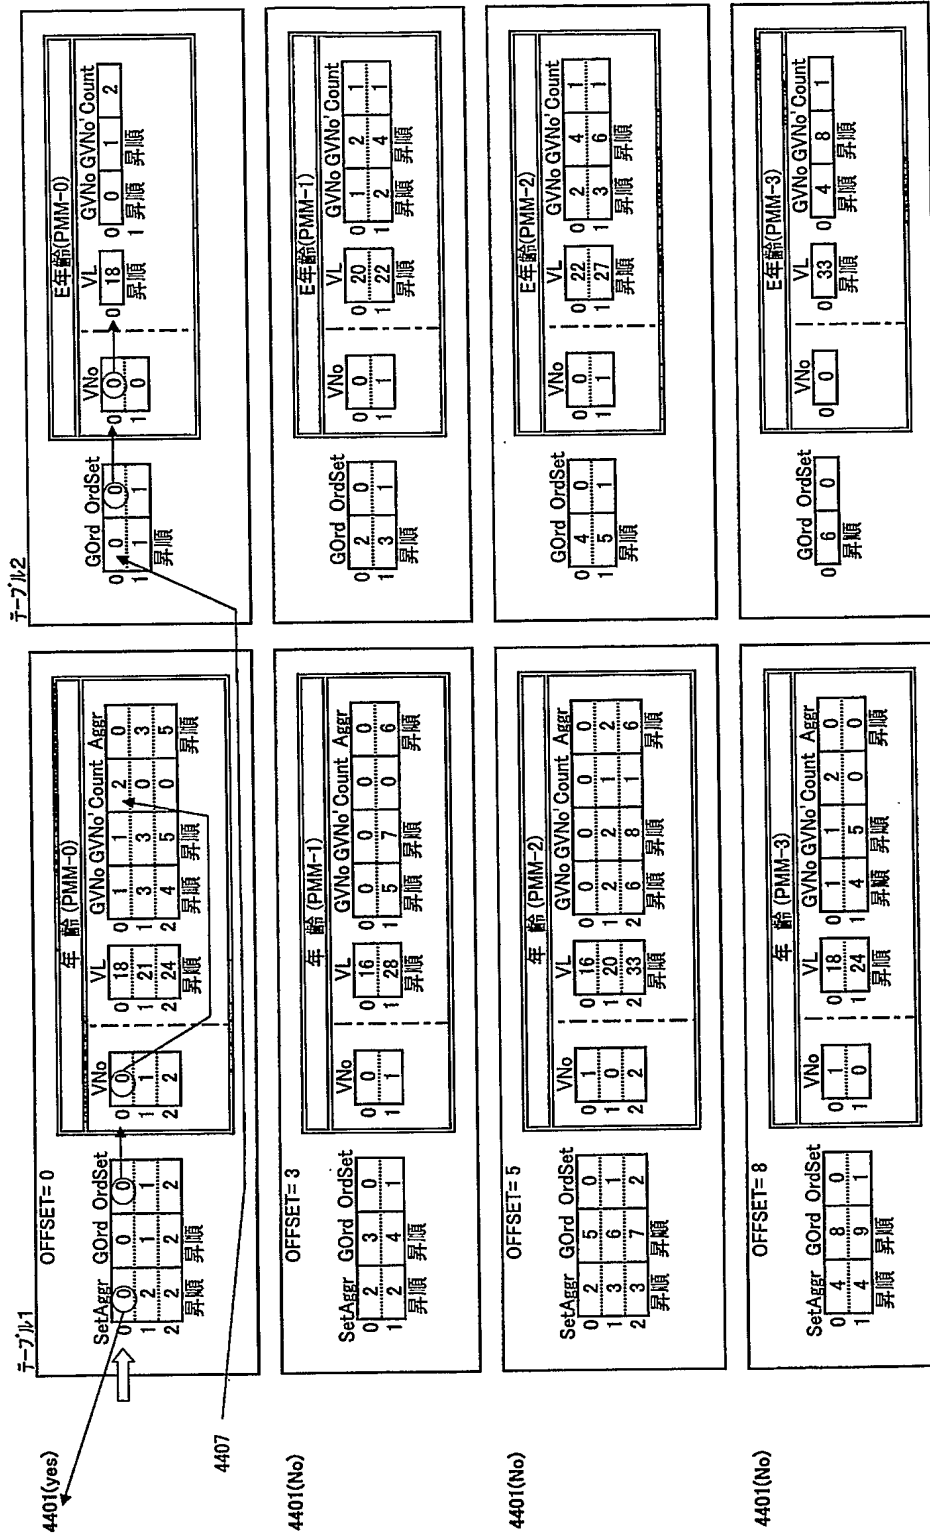 テーブル1
4401(yes)
OFFSET= 0
年 齢 (PMM-0)
SetAggr GOrd OrdSet VNo VL GVNo GVNo' Count Aggr
0 0 0 0 0 0 0 18 0 1 1 2 0
1 2 1 1 1 1 1 21 1 3 3 0 3
2 2 2 2 2 2 2 24 2 4 5 0 5
昇順 昇順 昇順 昇順 昇順 昇順
4407
テーブル2
E年齢(PMM-0)
GOrd OrdSet VNo VL GVNo GVNo' Count
0 0 0 0 0 0 18 0 0 1 2
1 1 1 1 0 1
昇順 昇順 昇順 昇順
4401(No)
OFFSET= 3
年 齢 (PMM-1)
SetAggr GOrd OrdSet VNo VL GVNo GVNo' Count Aggr
0 2 3 0 0 0 0 16 0 0 0 0 0
1 2 4 1 1 1 1 28 1 5 7 0 6
昇順 昇順 昇順 昇順 昇順 昇順
E年齢(PMM-1)
GOrd OrdSet VNo VL GVNo GVNo' Count
0 2 0 0 0 0 20 0 1 2 1
1 3 1 1 1 1 22 1 2 4 1
昇順 昇順 昇順 昇順
4401(No)
OFFSET= 5
年 齢 (PMM-2)
SetAggr GOrd OrdSet VNo VL GVNo GVNo' Count Aggr
0 2 5 0 0 1 0 16 0 0 0 0 0
1 3 6 1 1 0 1 20 1 2 2 1 2
2 3 7 2 2 2 2 33 2 6 8 1 6
昇順 昇順 昇順 昇順 昇順 昇順
E年齢(PMM-2)
GOrd OrdSet VNo VL GVNo GVNo' Count
0 4 0 0 0 0 22 0 2 4 1
1 5 1 1 1 1 27 1 3 6 1
昇順 昇順 昇順 昇順
4401(No)
OFFSET= 8
年 齢 (PMM-3)
SetAggr GOrd OrdSet VNo VL GVNo GVNo' Count Aggr
0 4 8 0 0 1 0 18 0 1 1 2 0
1 4 9 1 1 0 1 24 1 4 5 0 0
昇順 昇順 昇順 昇順 昇順 昇順
E年齢(PMM-3)
GOrd OrdSet VNo VL GVNo GVNo' Count
0 6 0 0 0 0 33 0 4 8 1
昇順 昇順 昇順 昇順